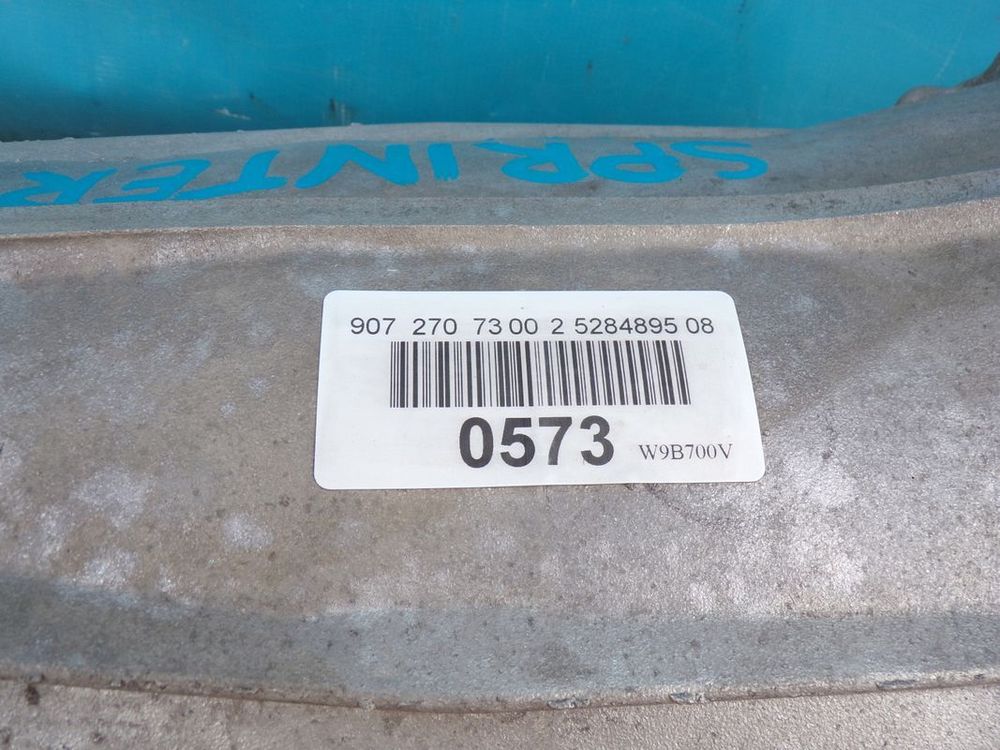 SPRINTER
907 270 73 00 2 5284895 08
0573 W9B700V